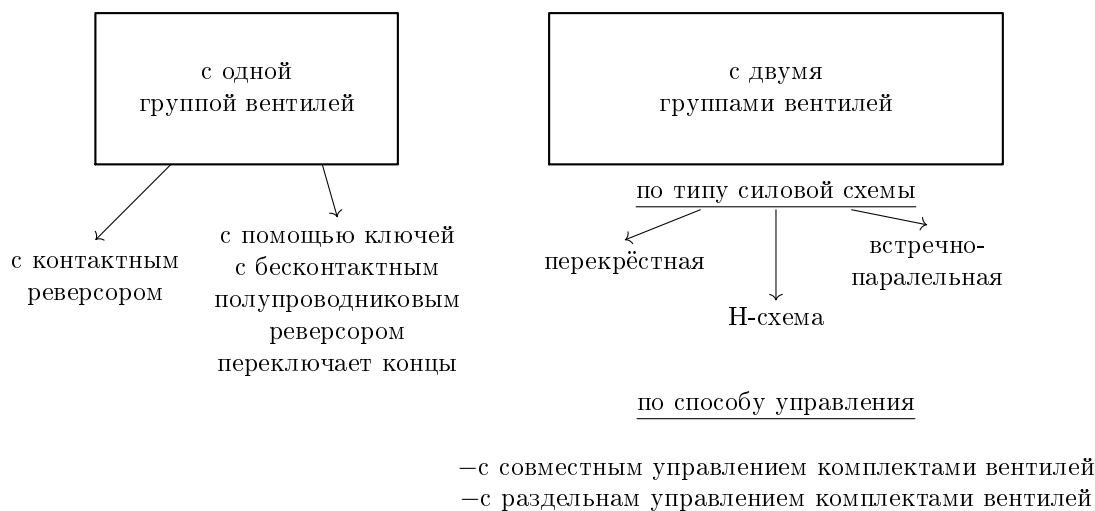 с одной
группой вентилей
с двумя
группами вентилей
по типу силовой схемы
с контактным
реверсором
с помощью ключей
с бесконтактным
полупроводниковым
реверсором
переключает концы
перекрёстная
Н-схема
встречно-
паралельная
по способу управления
–с совместным управлением комплектами вентилей
–с раздельнам управлением комплектами вентилей